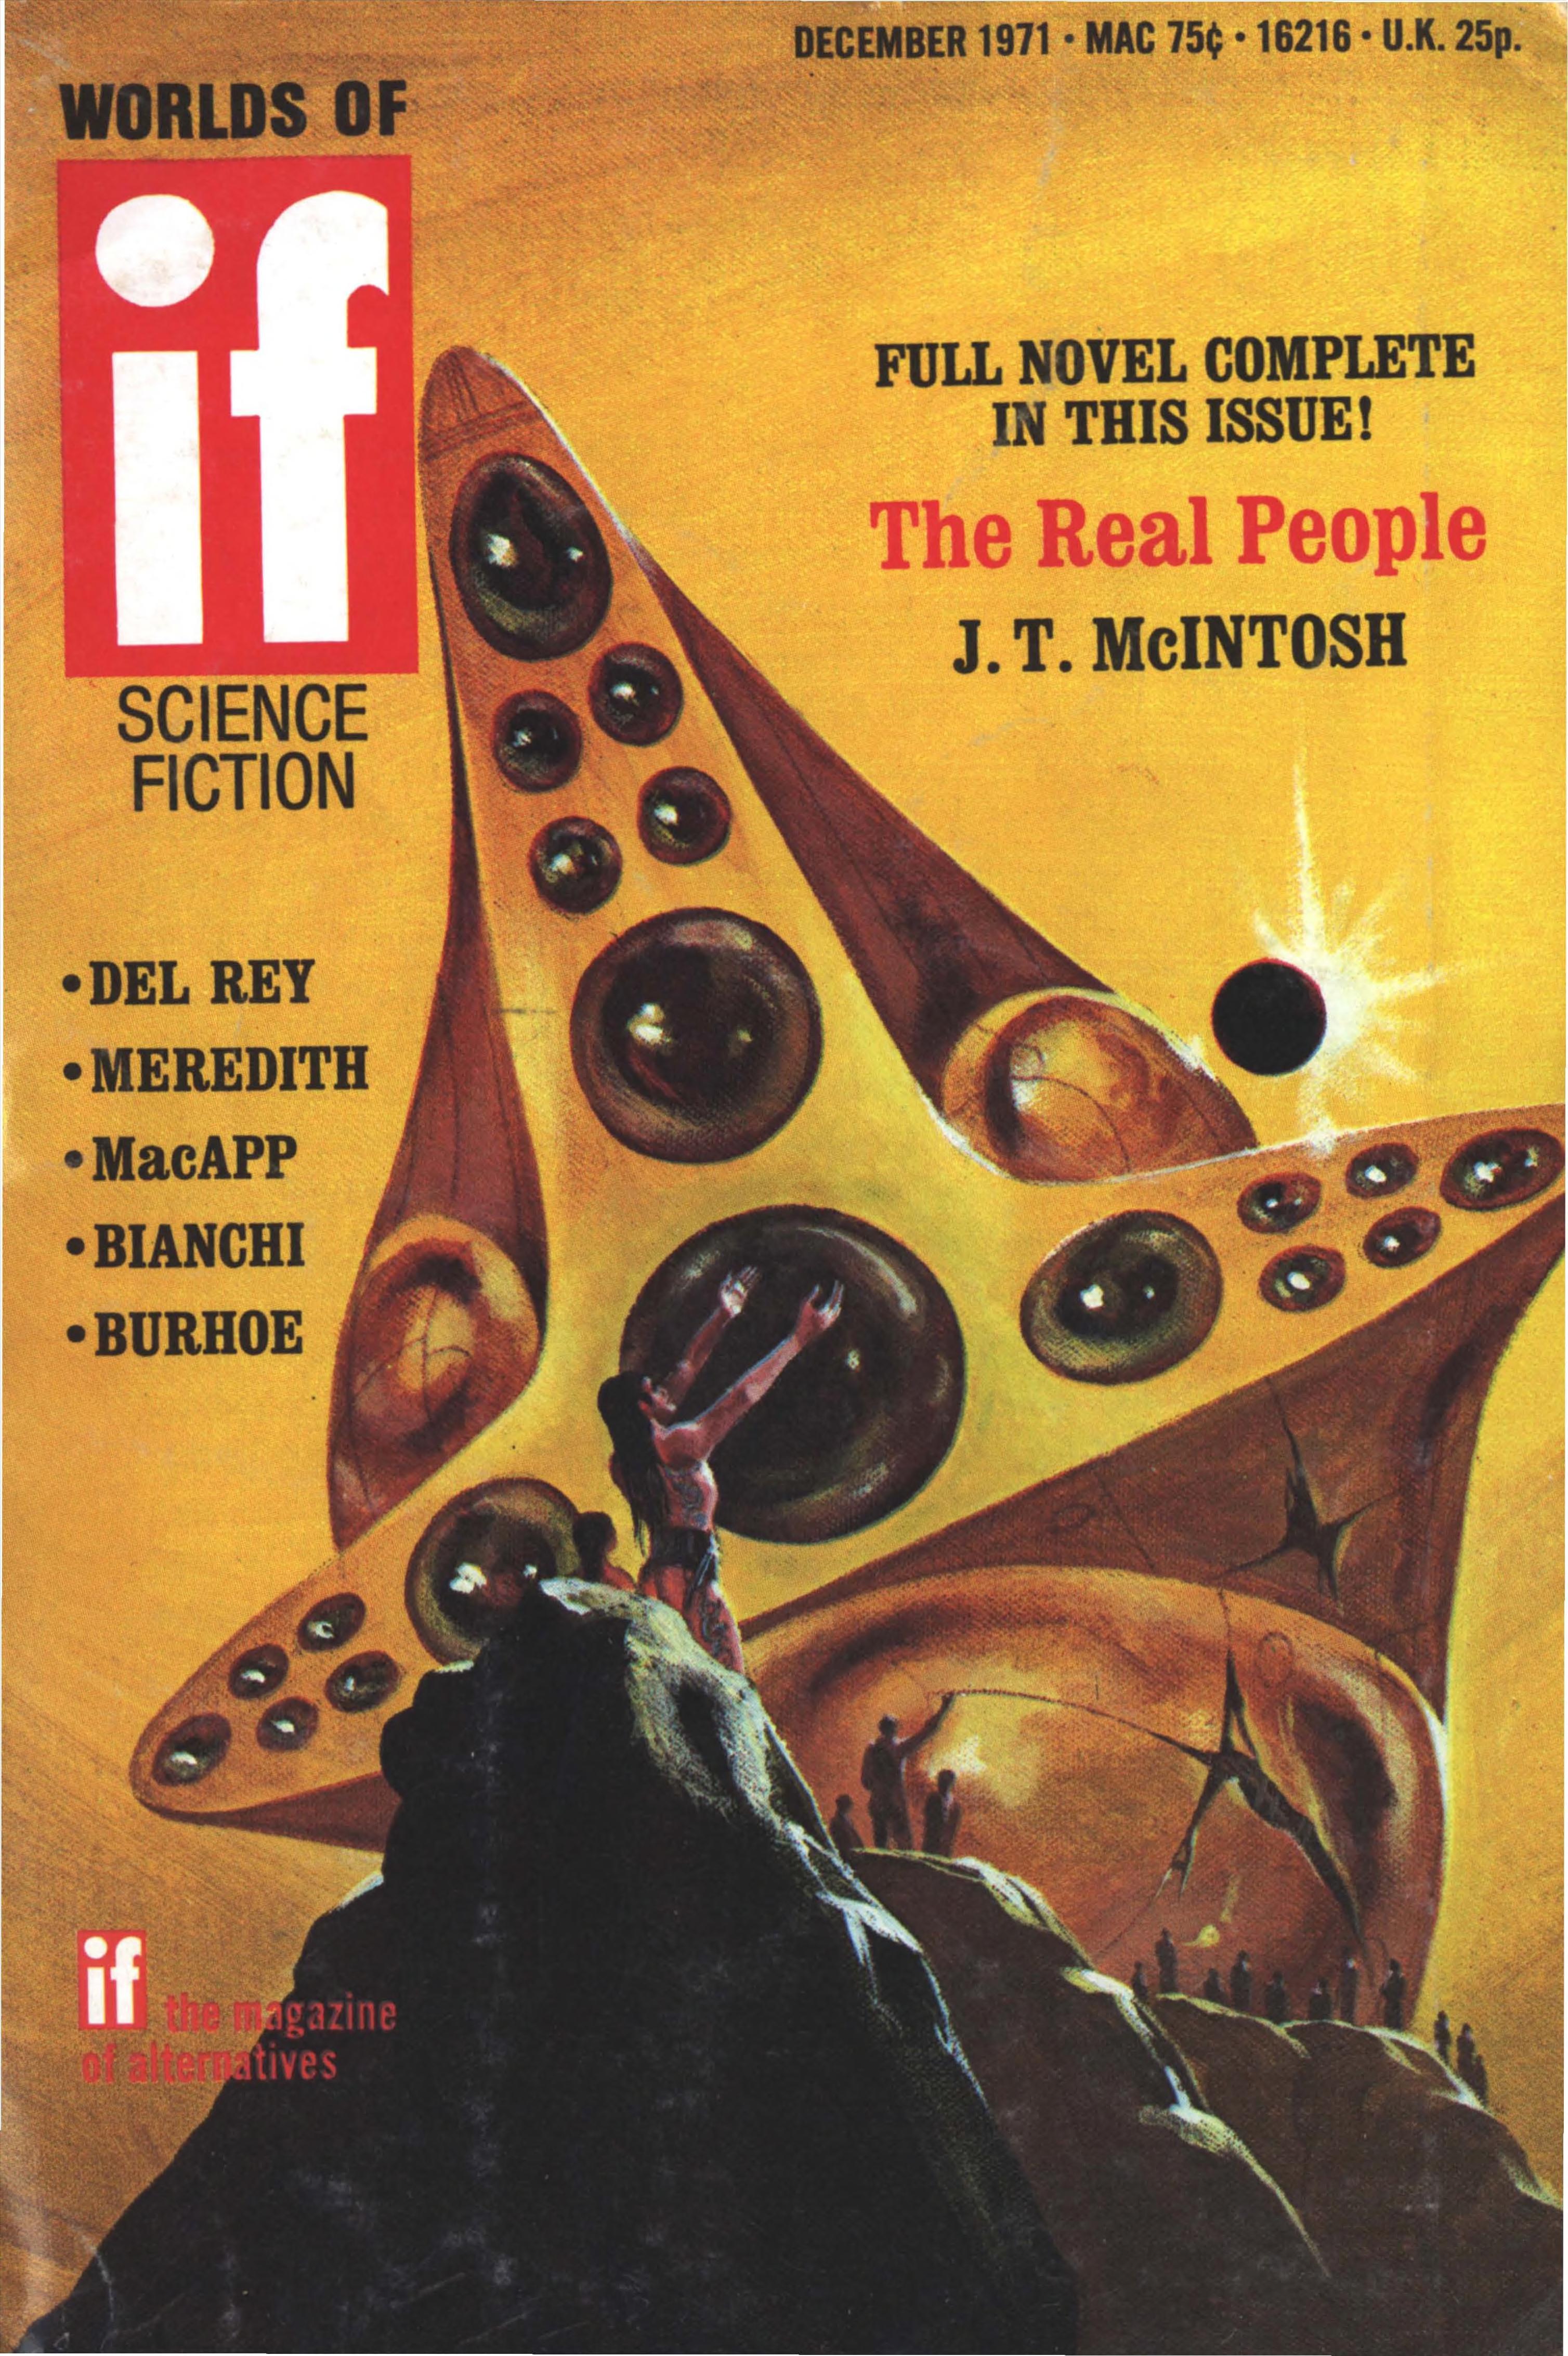 DECEMBER 1971 • MAC 75¢ • 16216 • U.K. 25p.
WORLDS OF
if
SCIENCE
FICTION
FULL NOVEL COMPLETE
IN THIS ISSUE!
The Real People
J. T. McINTOSH
• DEL REY
• MEREDITH
• MacAPP
• BIANCHI
• BURHOE
if the magazine
of alternatives